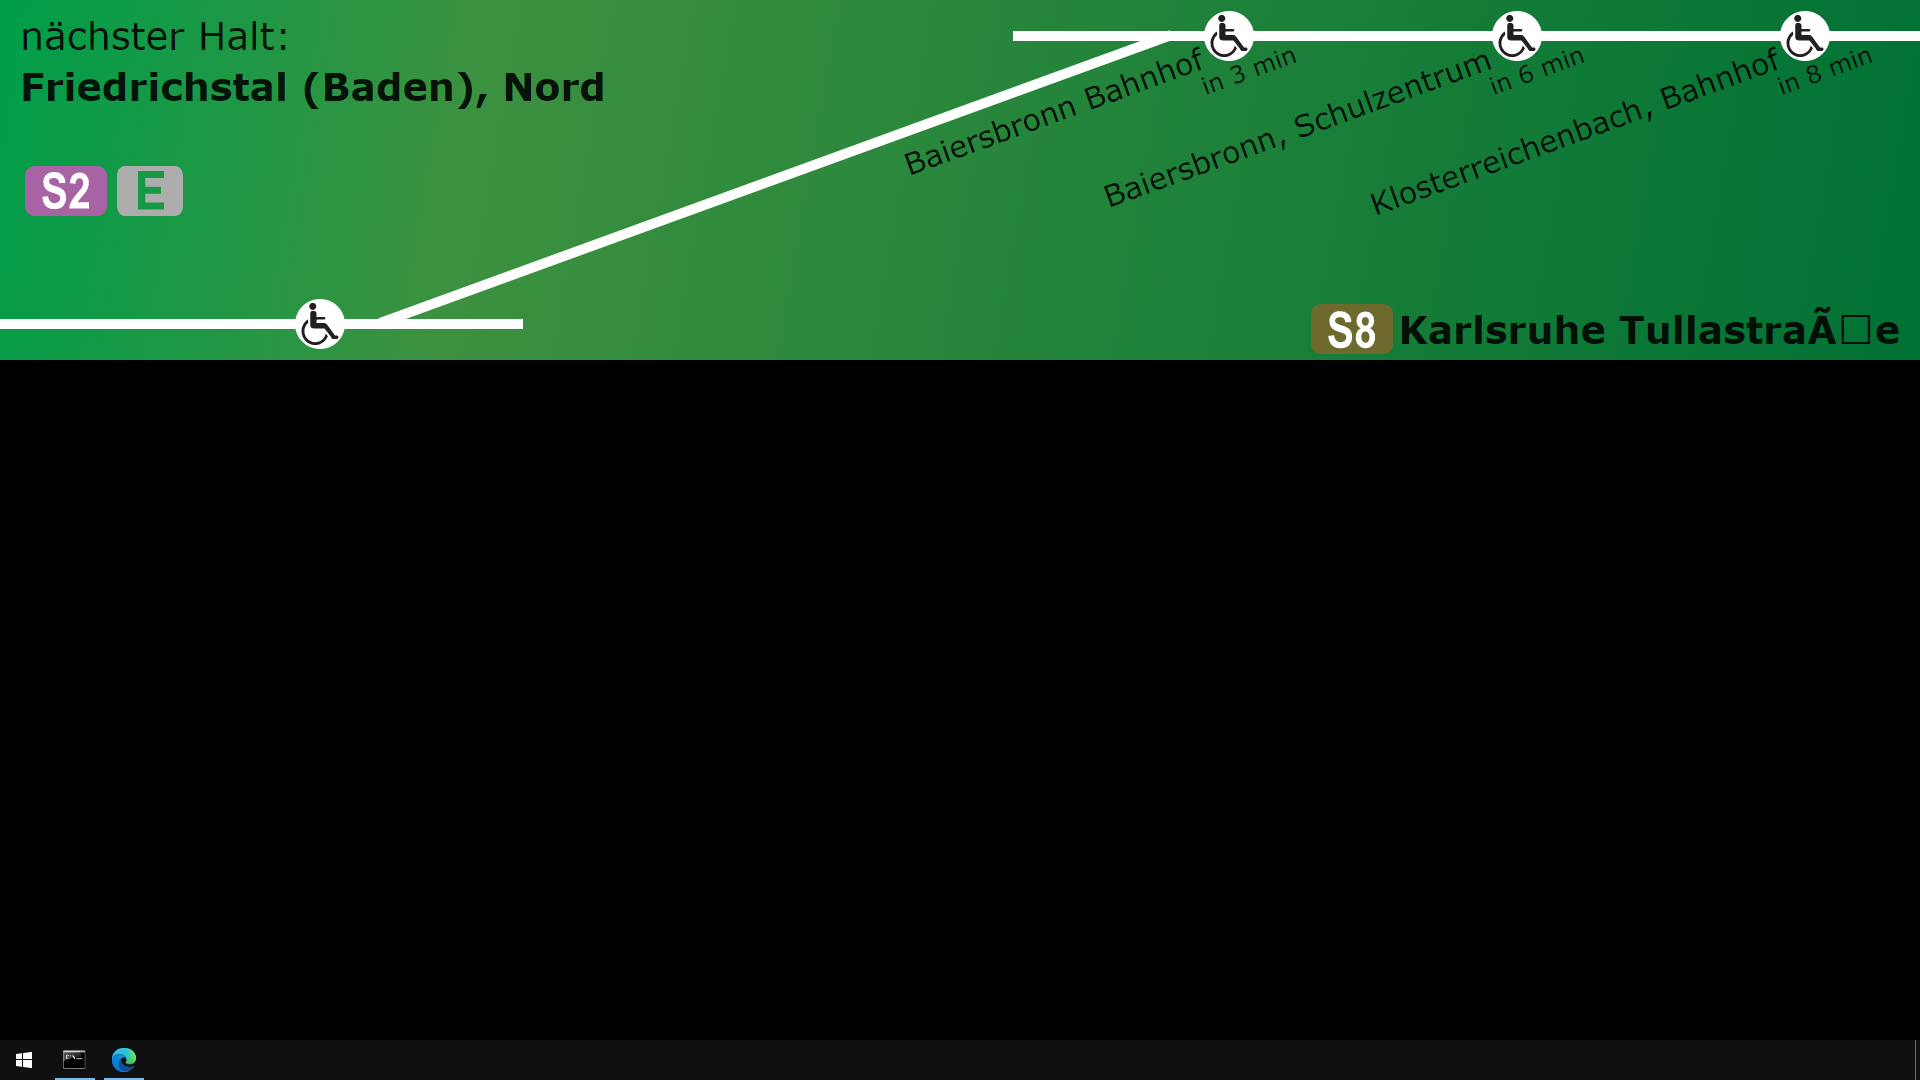 nächster Halt:
Friedrichstal (Baden), Nord
S2 E
Baiersbronn Bahnhof
in 3 min
Baiersbronn, Schulzentrum
in 6 min
Klosterreichenbach, Bahnhof
in 8 min
S8 Karlsruhe TullastraÃ□e